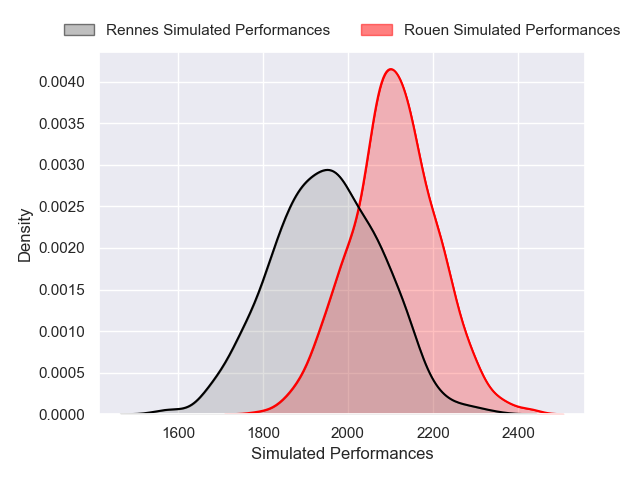 Rennes Simulated Performances Rouen Simulated Performances
0.0040
0.0035
0.0030
0.0025
0.0020
0.0015
0.0010
0.0005
0.0000
Density
1600 1800 2000 2200 2400
Simulated Performances